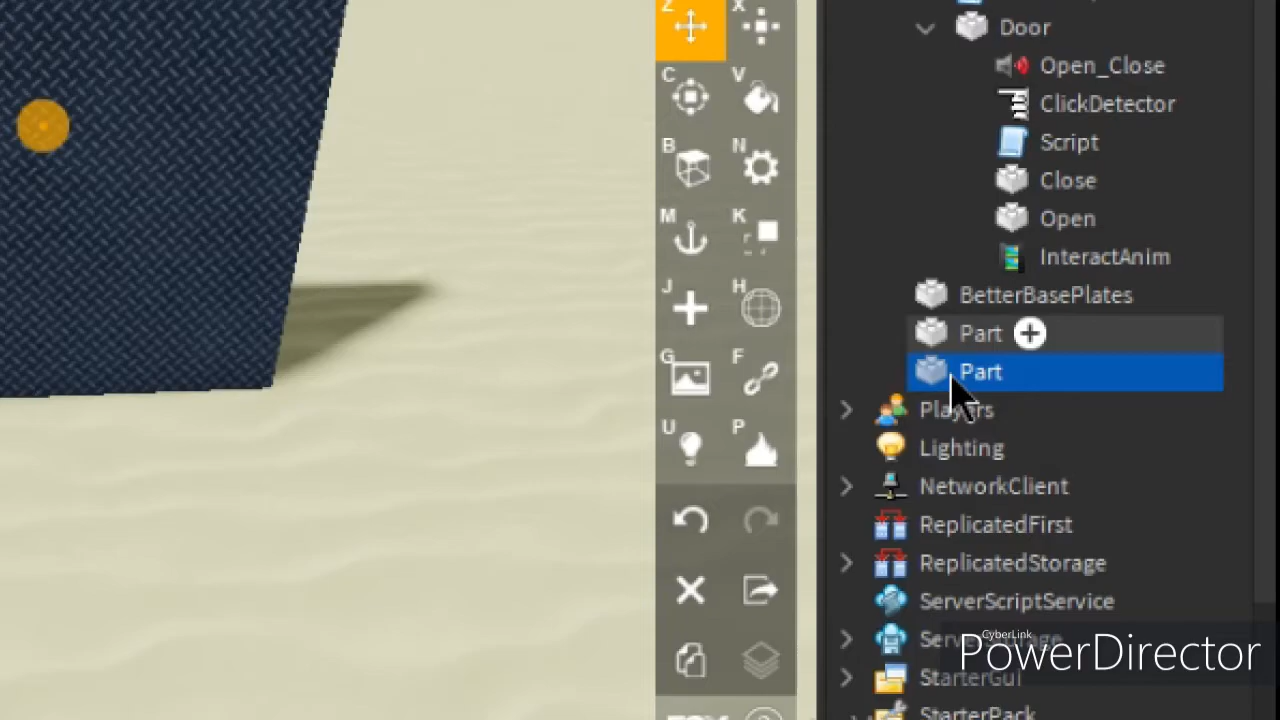 Z X
Door
Open_Close
C V
ClickDetector
Script
B N
Close
M K
Open
InteractAnim
J H
BetterBasePlates
Part
G F
Part
Players
U P
Lighting
NetworkClient
ReplicatedFirst
ReplicatedStorage
ServerScriptService
ServerStorage
CyberLink
PowerDirector
StarterGui
StarterPack